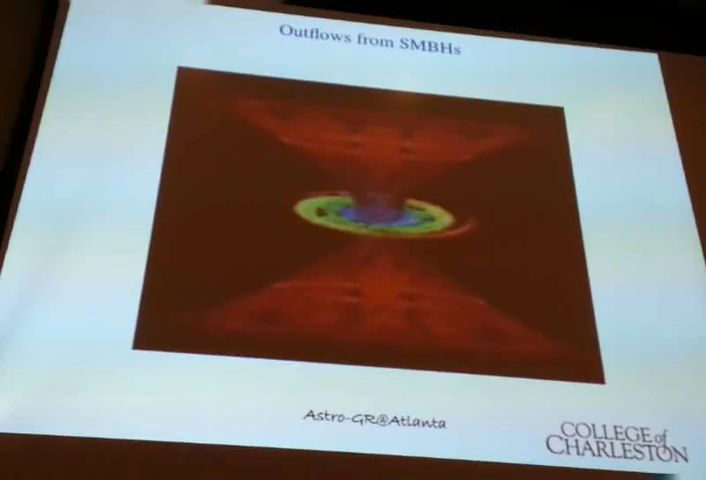 Outflows from SMBHs
Astro-GR@Atlanta
COLLEGE of
CHARLESTON